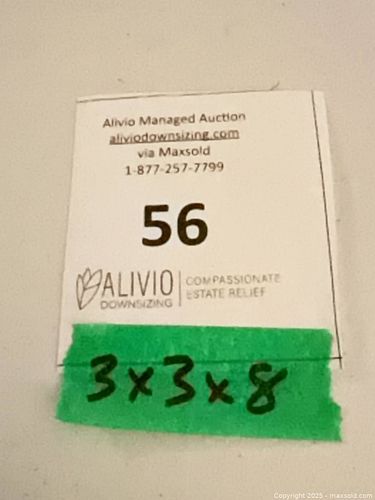 Alivio Managed Auction
aliviodownsizing.com
via Maxsold
1-877-257-7799
56
ALIVIO
DOWNSIZING
COMPASSIONATE
ESTATE RELIEF
3x3x8
Copyright 2025 - maxsold.com